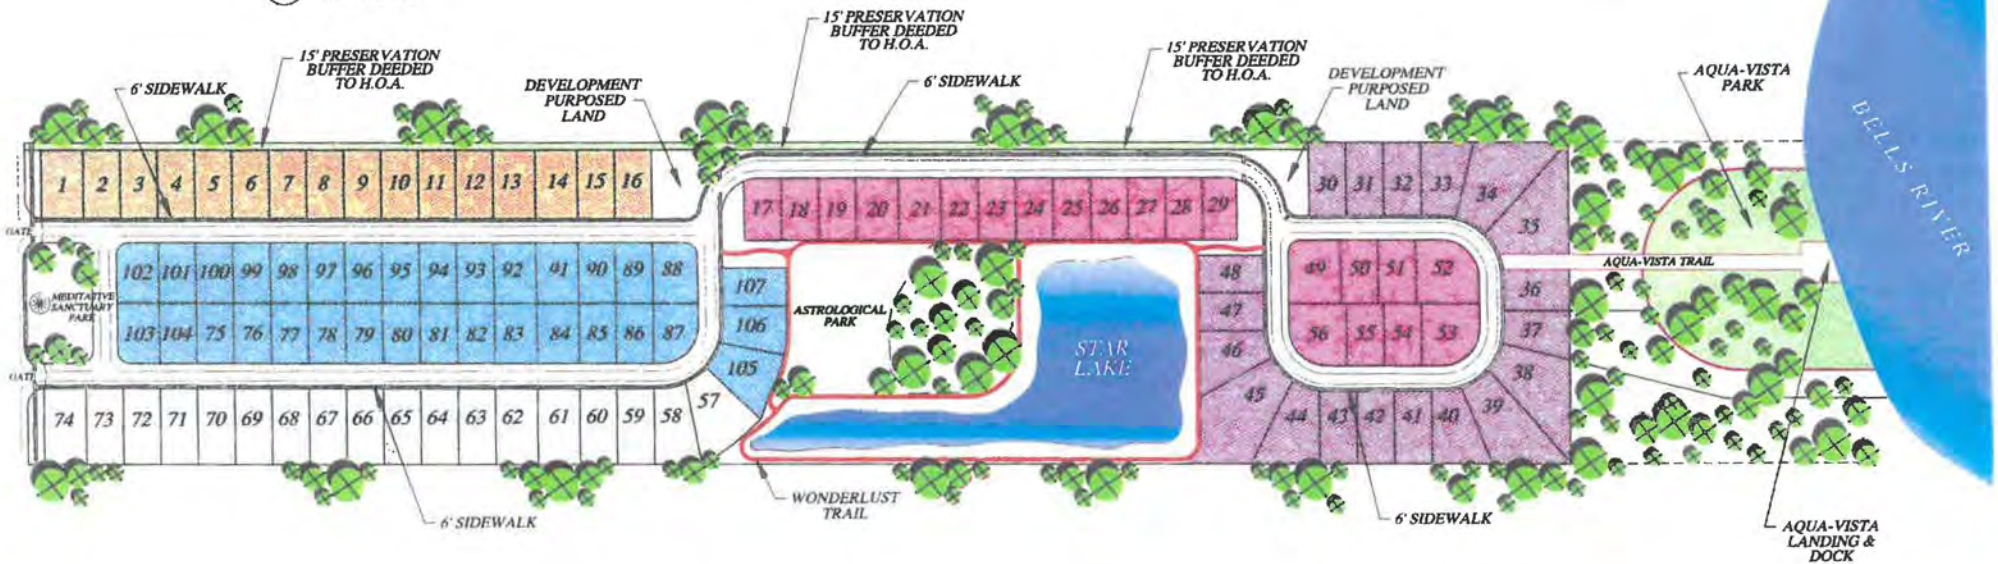 15' PRESERVATION
BUFFER DEEDED
TO H.O.A.
15' PRESERVATION
BUFFER DEEDED
TO H.O.A.
15' PRESERVATION
BUFFER DEEDED
TO H.O.A.
6' SIDEWALK
DEVELOPMENT
PURPOSED
LAND
6' SIDEWALK
DEVELOPMENT
PURPOSED
LAND
AQUA-VISTA
PARK
BELLS RIVER
1 2 3 4 5 6 7 8 9 10 11 12 13 14 15 16
17 18 19 20 21 22 23 24 25 26 27 28 29
30 31 32 33 34 35
GATE
102 101 100 99 98 97 96 95 94 93 92 91 90 89 88
103 104 75 76 77 78 79 80 81 82 83 84 85 86 87
MEDITATIVE
SANCTUARY
PARK
GATE
107
106
105
ASTROLOGICAL
PARK
STAR
LAKE
48
47
46
45 44 43 42 41 40 39
49 50 51 52
56 55 54 53
AQUA-VISTA TRAIL
36
37
38
74 73 72 71 70 69 68 67 66 65 64 63 62 61 60 59 58 57
WONDERLUST
TRAIL
6' SIDEWALK
6' SIDEWALK
AQUA-VISTA
LANDING &
DOCK